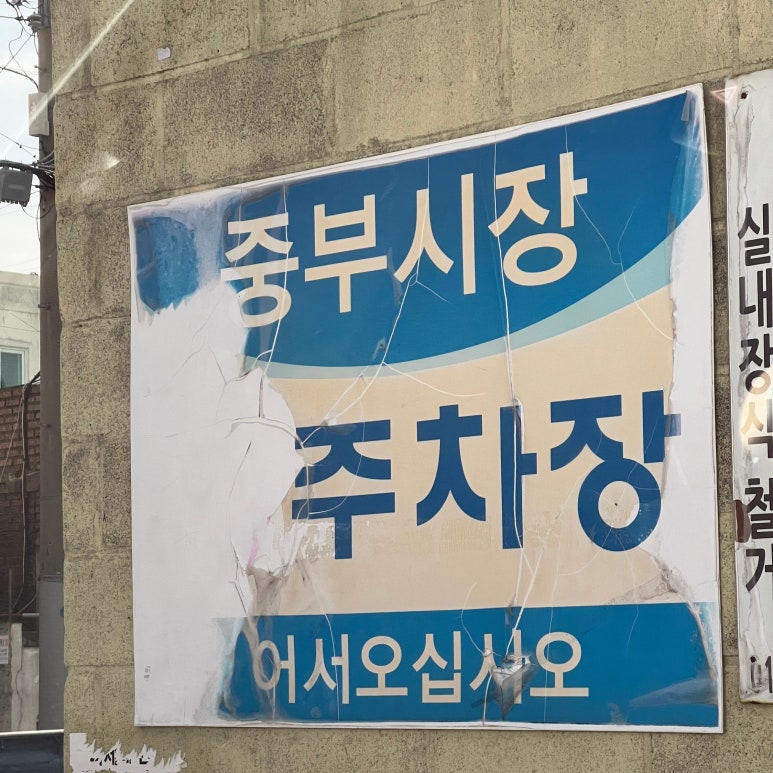 중부시장
주차장
어서오십시오
실내장식 철거